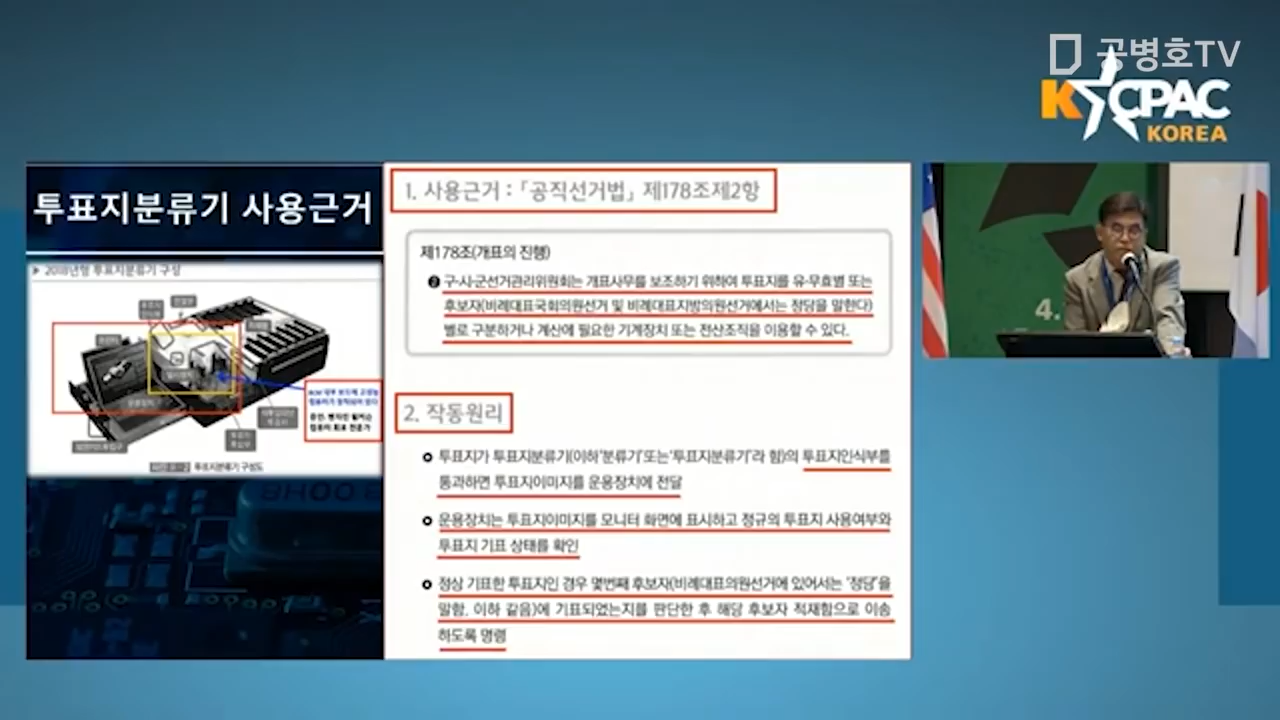 공병호TV
K CPAC
KOREA
투표지분류기 사용근거
2018년형 투표지분류기 구성
투표지분류기 구성도
1. 사용근거 : 「공직선거법」 제178조제2항
제178조(개표의 진행)
❷ 구·시·군선거관리위원회는 개표사무를 보조하기 위하여 투표지를 유·무효별 또는
후보자(비례대표국회의원선거 및 비례대표지방의원선거에서는 정당을 말한다)
별로 구분하거나 계산에 필요한 기계장치 또는 전산조직을 이용할 수 있다.
2. 작동원리
투표지가 투표지분류기(이하'분류기'또는'투표지분류기'라 함)의 투표지인식부를
통과하면 투표지이미지를 운용장치에 전달
운용장치는 투표지이미지를 모니터 화면에 표시하고 정규의 투표지 사용여부와
투표지 기표 상태를 확인
정상 기표한 투표지인 경우 몇번째 후보자(비례대표의원선거에 있어서는 '정당'을
말함. 이하 같음)에 기표되었는지를 판단한 후 해당 후보자 적재함으로 이송
하도록 명령
4.